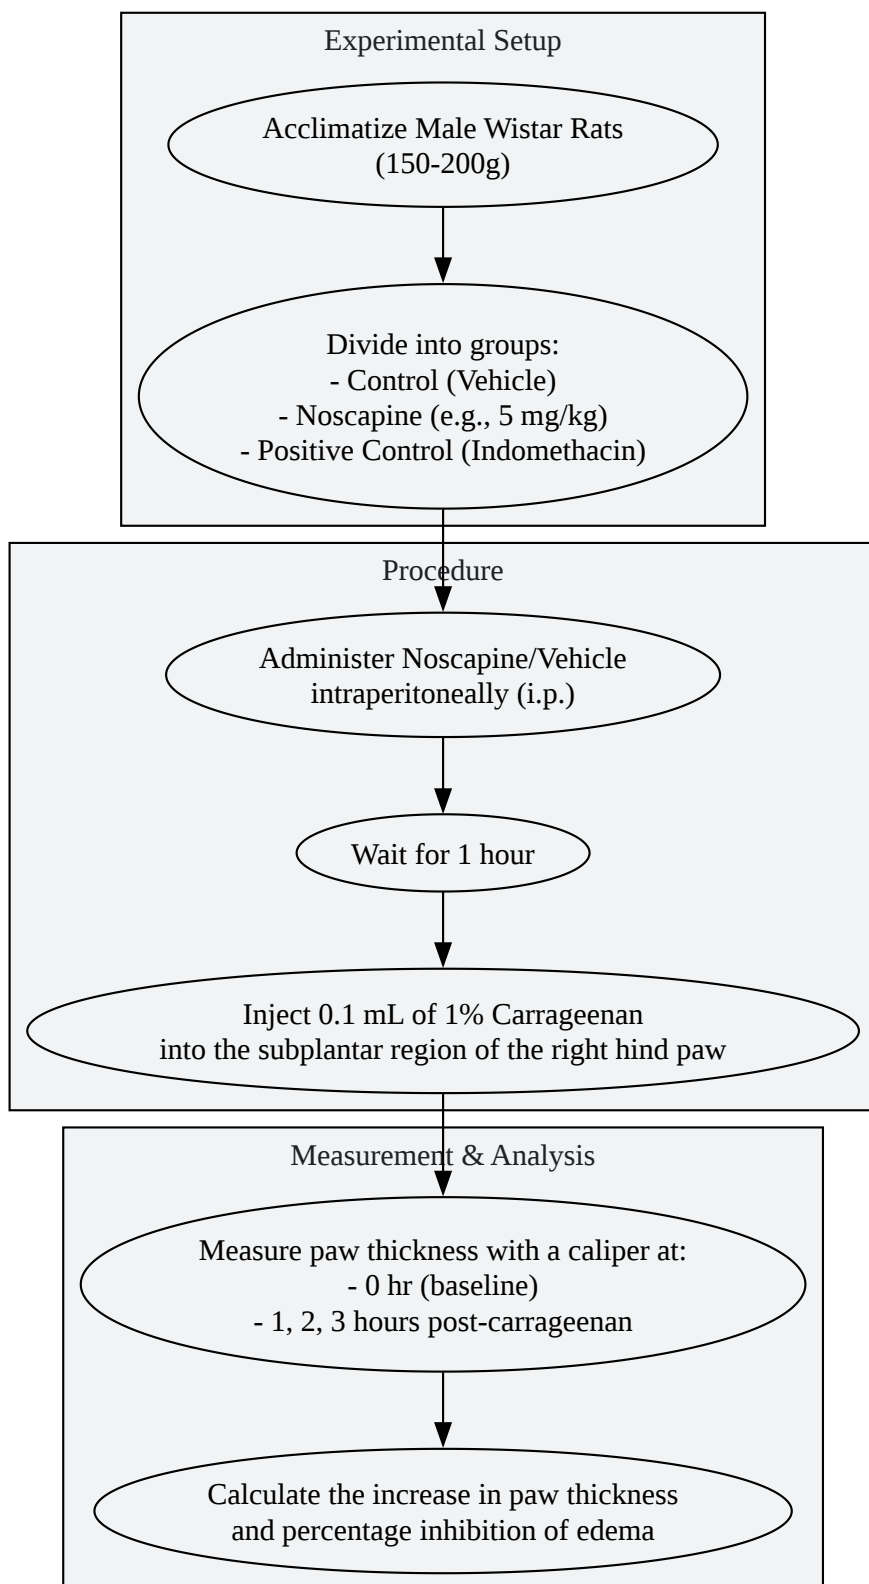 Experimental Setup
Acclimatize Male Wistar Rats
(150-200g)
Divide into groups:
- Control (Vehicle)
- Noscapine (e.g., 5 mg/kg)
- Positive Control (Indomethacin)
Procedure
Administer Noscapine/Vehicle
intraperitoneally (i.p.)
Wait for 1 hour
Inject 0.1 mL of 1% Carrageenan
into the subplantar region of the right hind paw
Measurement & Analysis
Measure paw thickness with a caliper at:
- 0 hr (baseline)
- 1, 2, 3 hours post-carrageenan
Calculate the increase in paw thickness
and percentage inhibition of edema